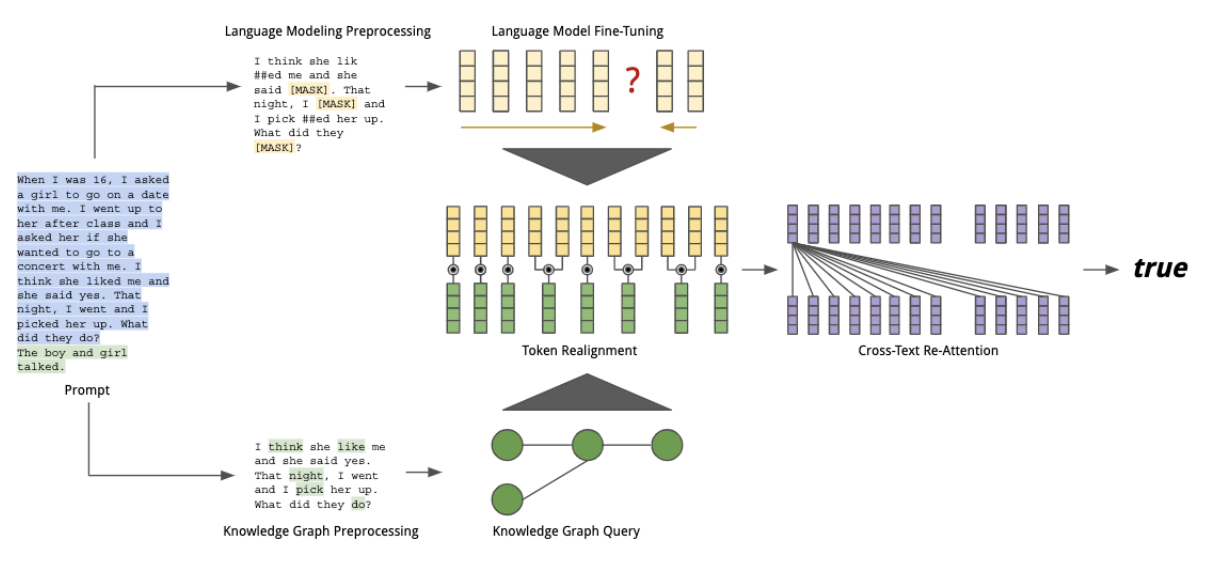 Language Modeling Preprocessing
Language Model Fine-Tuning
I think she lik
##ed me and she
said [MASK]. That
night, I [MASK] and
I pick ##ed her up.
What did they
[MASK]?
?
When I was 16, I asked
a girl to go on a date
with me. I went up to
her after class and I
asked her if she
wanted to go to a
concert with me. I
think she liked me and
she said yes. That
night, I went and I
picked her up. What
did they do?
The boy and girl
talked.
Prompt
Token Realignment
Cross-Text Re-Attention
true
I think she like me
and she said yes.
That night, I went
and I pick her up.
What did they do?
Knowledge Graph Preprocessing
Knowledge Graph Query